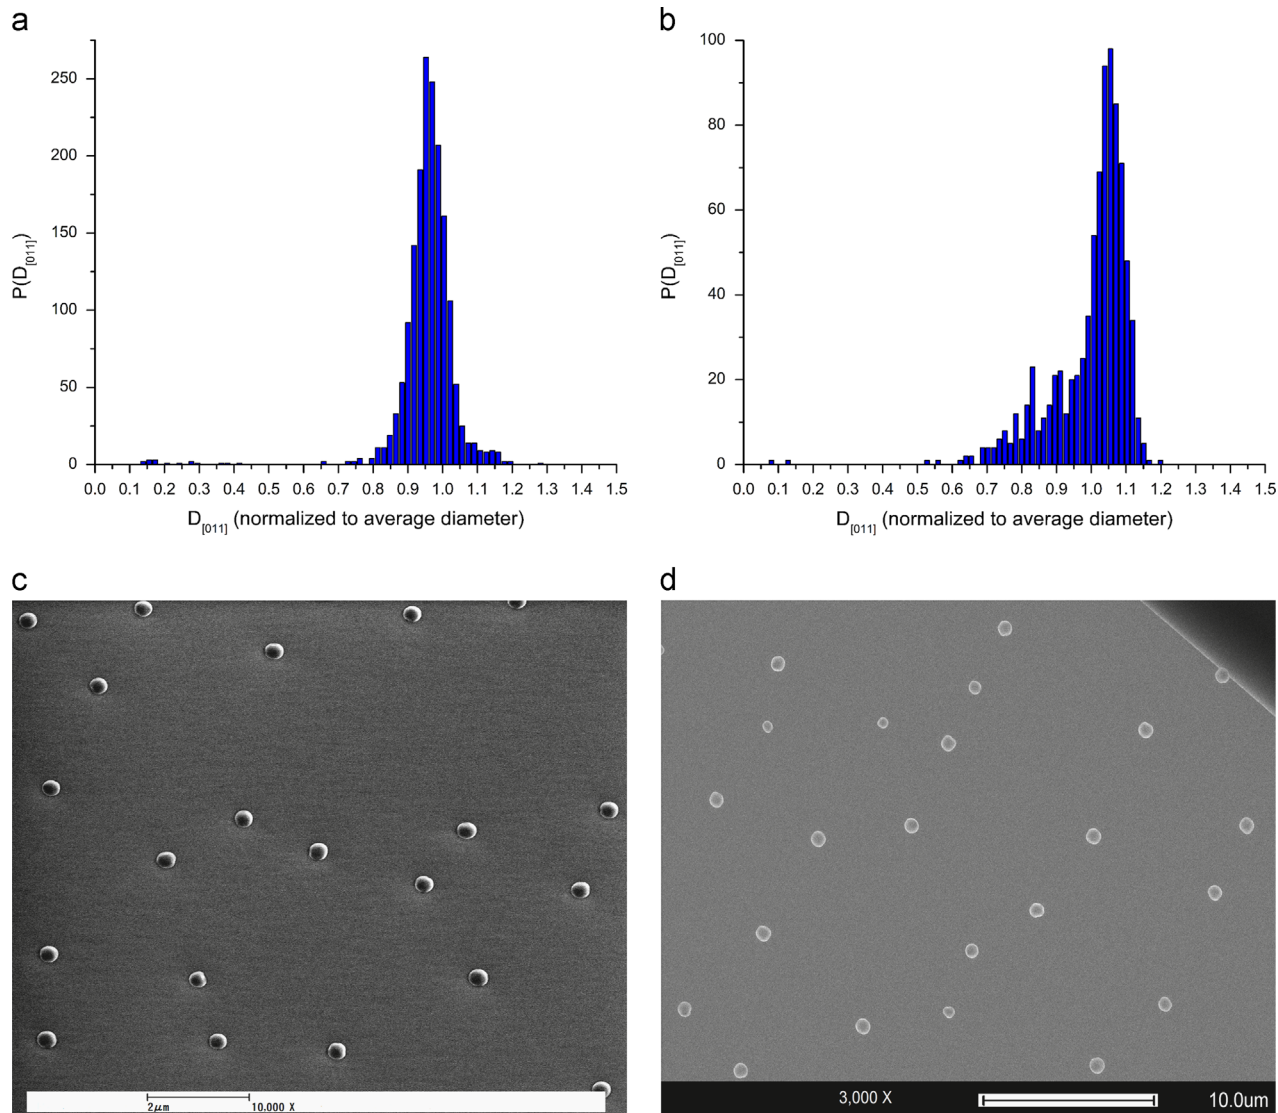 a
250
200
150
100
50
0
P(D[011])
0.0 0.1 0.2 0.3 0.4 0.5 0.6 0.7 0.8 0.9 1.0 1.1 1.2 1.3 1.4 1.5
D[011] (normalized to average diameter)
b
100
80
60
40
20
0
P(D[011])
0.0 0.1 0.2 0.3 0.4 0.5 0.6 0.7 0.8 0.9 1.0 1.1 1.2 1.3 1.4 1.5
D[011] (normalized to average diameter)
c
2μm 10,000 X
d
3,000 X 10.0um